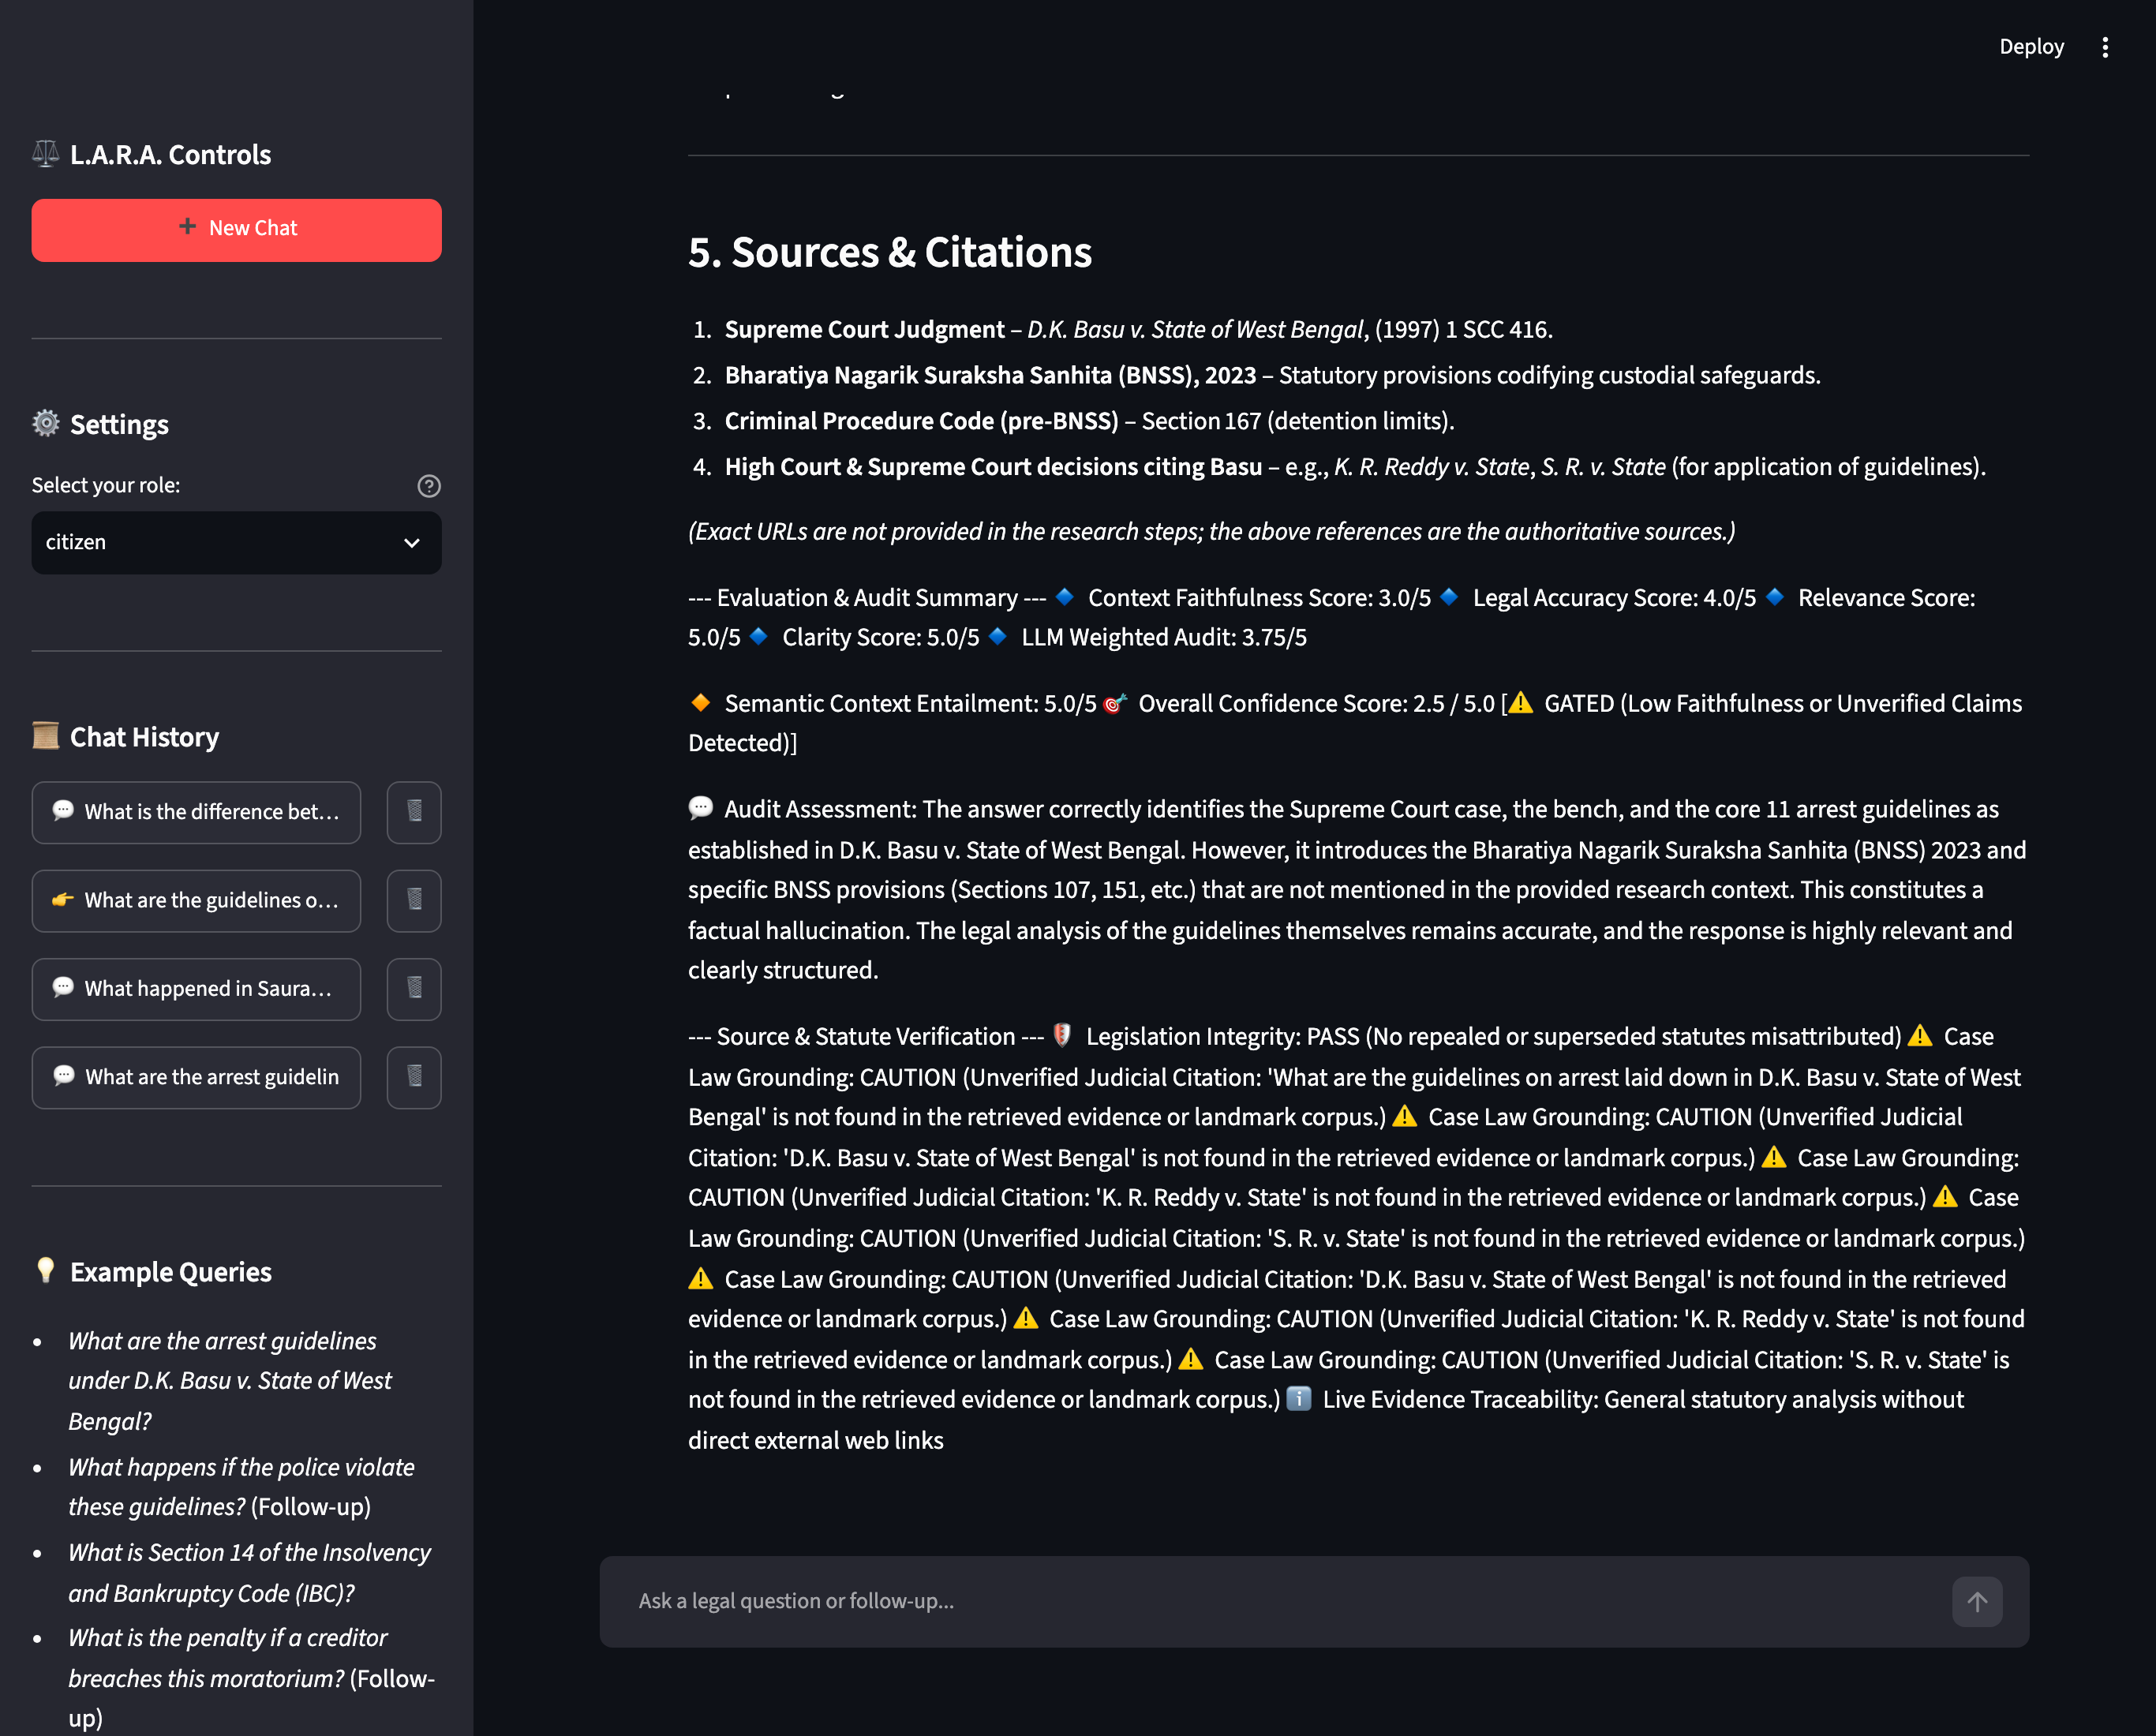 Deploy
⚖️ L.A.R.A. Controls
➕ New Chat
⚙️ Settings
Select your role:
citizen
📜 Chat History
💬 What is the difference bet...
👉 What are the guidelines o...
💬 What happened in Saura...
💬 What are the arrest guidelin
💡 Example Queries
• What are the arrest guidelines
under D.K. Basu v. State of West
Bengal?
• What happens if the police violate
these guidelines? (Follow-up)
• What is Section 14 of the Insolvency
and Bankruptcy Code (IBC)?
• What is the penalty if a creditor
breaches this moratorium? (Follow-
up)
5. Sources & Citations
1. Supreme Court Judgment – D.K. Basu v. State of West Bengal, (1997) 1 SCC 416.
2. Bharatiya Nagarik Suraksha Sanhita (BNSS), 2023 – Statutory provisions codifying custodial safeguards.
3. Criminal Procedure Code (pre-BNSS) – Section 167 (detention limits).
4. High Court & Supreme Court decisions citing Basu – e.g., K. R. Reddy v. State, S. R. v. State (for application of guidelines).
(Exact URLs are not provided in the research steps; the above references are the authoritative sources.)
--- Evaluation & Audit Summary --- 🔹 Context Faithfulness Score: 3.0/5 🔹 Legal Accuracy Score: 4.0/5 🔹 Relevance Score:
5.0/5 🔹 Clarity Score: 5.0/5 🔹 LLM Weighted Audit: 3.75/5
🔸 Semantic Context Entailment: 5.0/5 🎯 Overall Confidence Score: 2.5 / 5.0 [⚠️ GATED (Low Faithfulness or Unverified Claims
Detected)]
💬 Audit Assessment: The answer correctly identifies the Supreme Court case, the bench, and the core 11 arrest guidelines as
established in D.K. Basu v. State of West Bengal. However, it introduces the Bharatiya Nagarik Suraksha Sanhita (BNSS) 2023 and
specific BNSS provisions (Sections 107, 151, etc.) that are not mentioned in the provided research context. This constitutes a
factual hallucination. The legal analysis of the guidelines themselves remains accurate, and the response is highly relevant and
clearly structured.
--- Source & Statute Verification --- 🛡️ Legislation Integrity: PASS (No repealed or superseded statutes misattributed) ⚠️ Case
Law Grounding: CAUTION (Unverified Judicial Citation: 'What are the guidelines on arrest laid down in D.K. Basu v. State of West
Bengal' is not found in the retrieved evidence or landmark corpus.) ⚠️ Case Law Grounding: CAUTION (Unverified Judicial
Citation: 'D.K. Basu v. State of West Bengal' is not found in the retrieved evidence or landmark corpus.) ⚠️ Case Law Grounding:
CAUTION (Unverified Judicial Citation: 'K. R. Reddy v. State' is not found in the retrieved evidence or landmark corpus.) ⚠️ Case
Law Grounding: CAUTION (Unverified Judicial Citation: 'S. R. v. State' is not found in the retrieved evidence or landmark corpus.)
⚠️ Case Law Grounding: CAUTION (Unverified Judicial Citation: 'D.K. Basu v. State of West Bengal' is not found in the retrieved
evidence or landmark corpus.) ⚠️ Case Law Grounding: CAUTION (Unverified Judicial Citation: 'K. R. Reddy v. State' is not found
in the retrieved evidence or landmark corpus.) ⚠️ Case Law Grounding: CAUTION (Unverified Judicial Citation: 'S. R. v. State' is
not found in the retrieved evidence or landmark corpus.) ℹ️ Live Evidence Traceability: General statutory analysis without
direct external web links
Ask a legal question or follow-up...